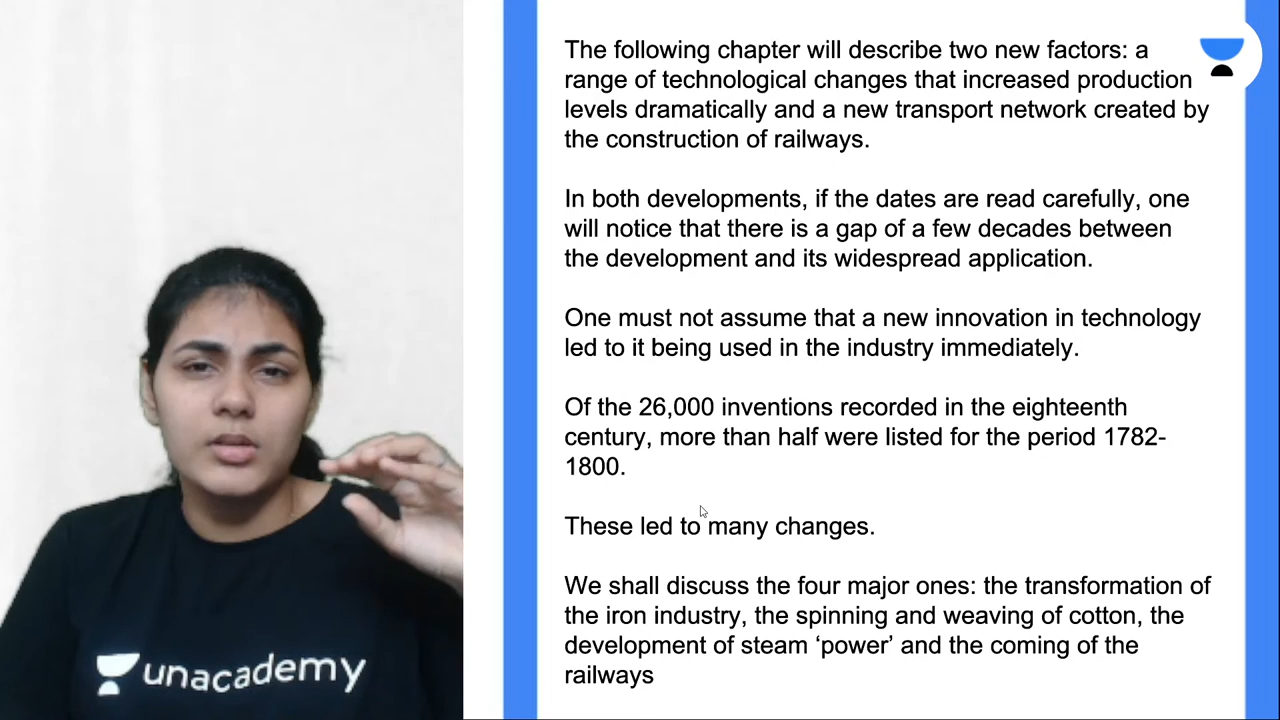 The following chapter will describe two new factors: a
range of technological changes that increased production
levels dramatically and a new transport network created by
the construction of railways.
In both developments, if the dates are read carefully, one
will notice that there is a gap of a few decades between
the development and its widespread application.
One must not assume that a new innovation in technology
led to it being used in the industry immediately.
Of the 26,000 inventions recorded in the eighteenth
century, more than half were listed for the period 1782-
1800.
These led to many changes.
We shall discuss the four major ones: the transformation of
the iron industry, the spinning and weaving of cotton, the
development of steam ‘power’ and the coming of the
railways
unacademy